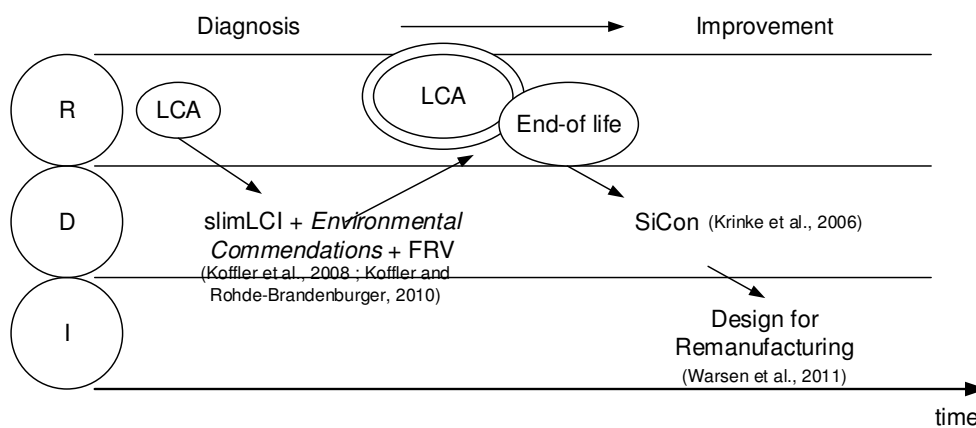 Diagnosis
Improvement
R
LCA
LCA
End-of life
D
slimLCI + Environmental
Commendations + FRV
(Koffler et al., 2008 ; Koffler and
Rohde-Brandenburger, 2010)
SiCon (Krinke et al., 2006)
I
Design for
Remanufacturing
(Warsen et al., 2011)
time